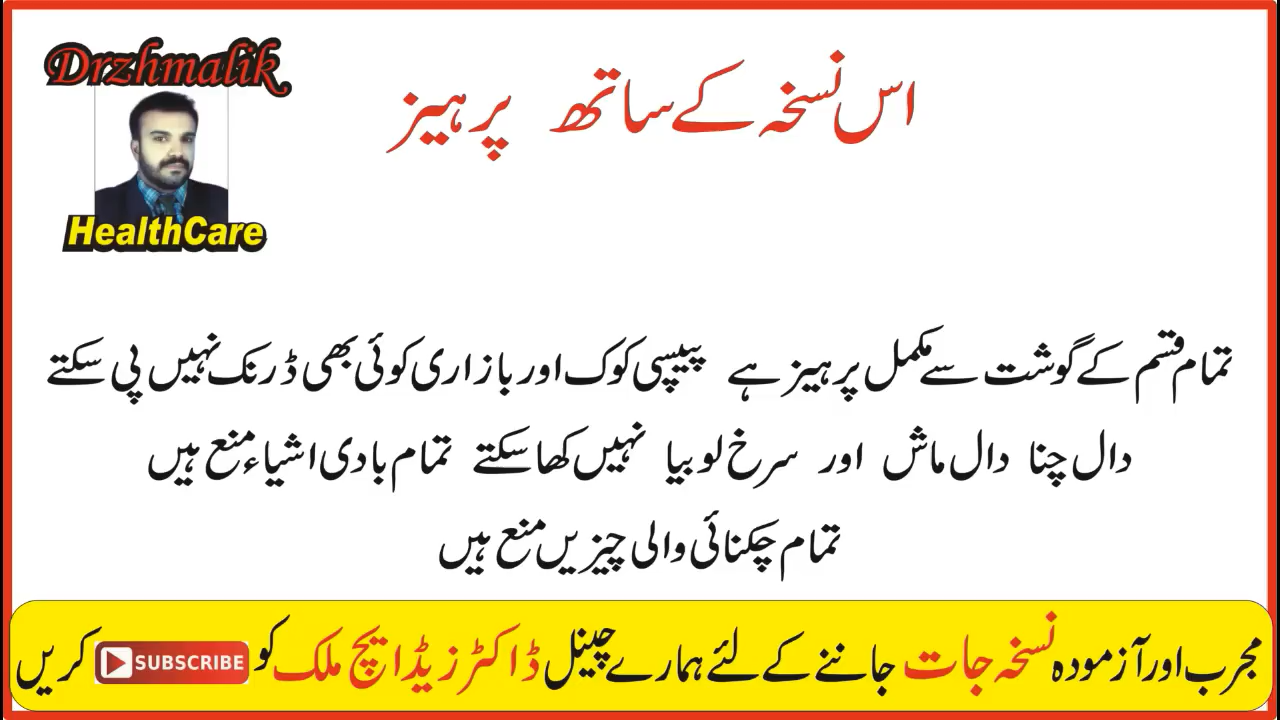 Drzhmalik
HealthCare
اس نسخہ کے ساتھ پرہیز
تمام قسم کے گوشت سے مکمل پرہیز ہے پیپسی کوک اور بازاری کوئی بھی ڈرنک نہیں پی سکتے
دال چنا دال ماش اور سرخ لوبیا نہیں کھا سکتے تمام بادی اشیاء منع ہیں
تمام چکنائی والی چیزیں منع ہیں
مجرب اور آزمودہ نسخہ جات جاننے کے لئے ہمارے چینل ڈاکٹر زیڈ ایچ ملک کو SUBSCRIBE کریں